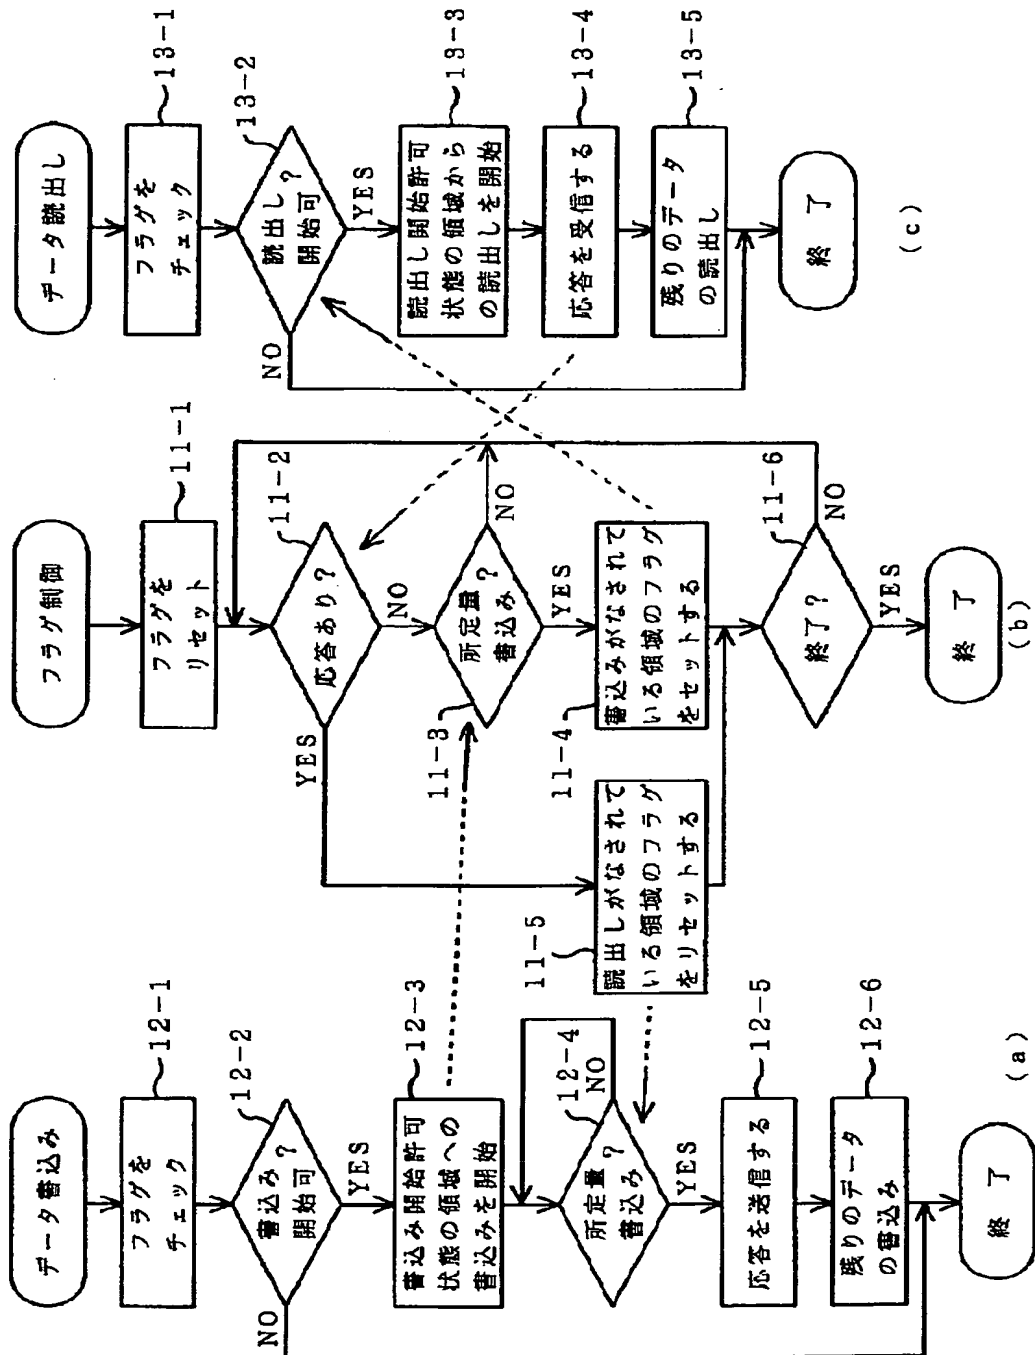 データ書込み
フラグを
チェック
12-1
書込み
開始可?
12-2
NO
YES
書込み開始許可
状態の領域への
書込みを開始
12-3
所定量
書込み?
12-4
NO
YES
応答を送信する
12-5
残りのデータ
の書込み
12-6
終了
(a)
フラグ制御
フラグを
リセット
11-1
応答あり?
11-2
YES
NO
所定量
書込み?
11-3
NO
YES
書込みがなされて
いる領域のフラグ
をセットする
11-4
読出しがなされて
いる領域のフラグ
をリセットする
11-5
終了?
11-6
NO
YES
終了
(b)
データ読出し
フラグを
チェック
13-1
読出し
開始可?
13-2
NO
YES
読出し開始許可
状態の領域から
の読出しを開始
13-3
応答を受信する
13-4
残りのデータ
の読出し
13-5
終了
(c)